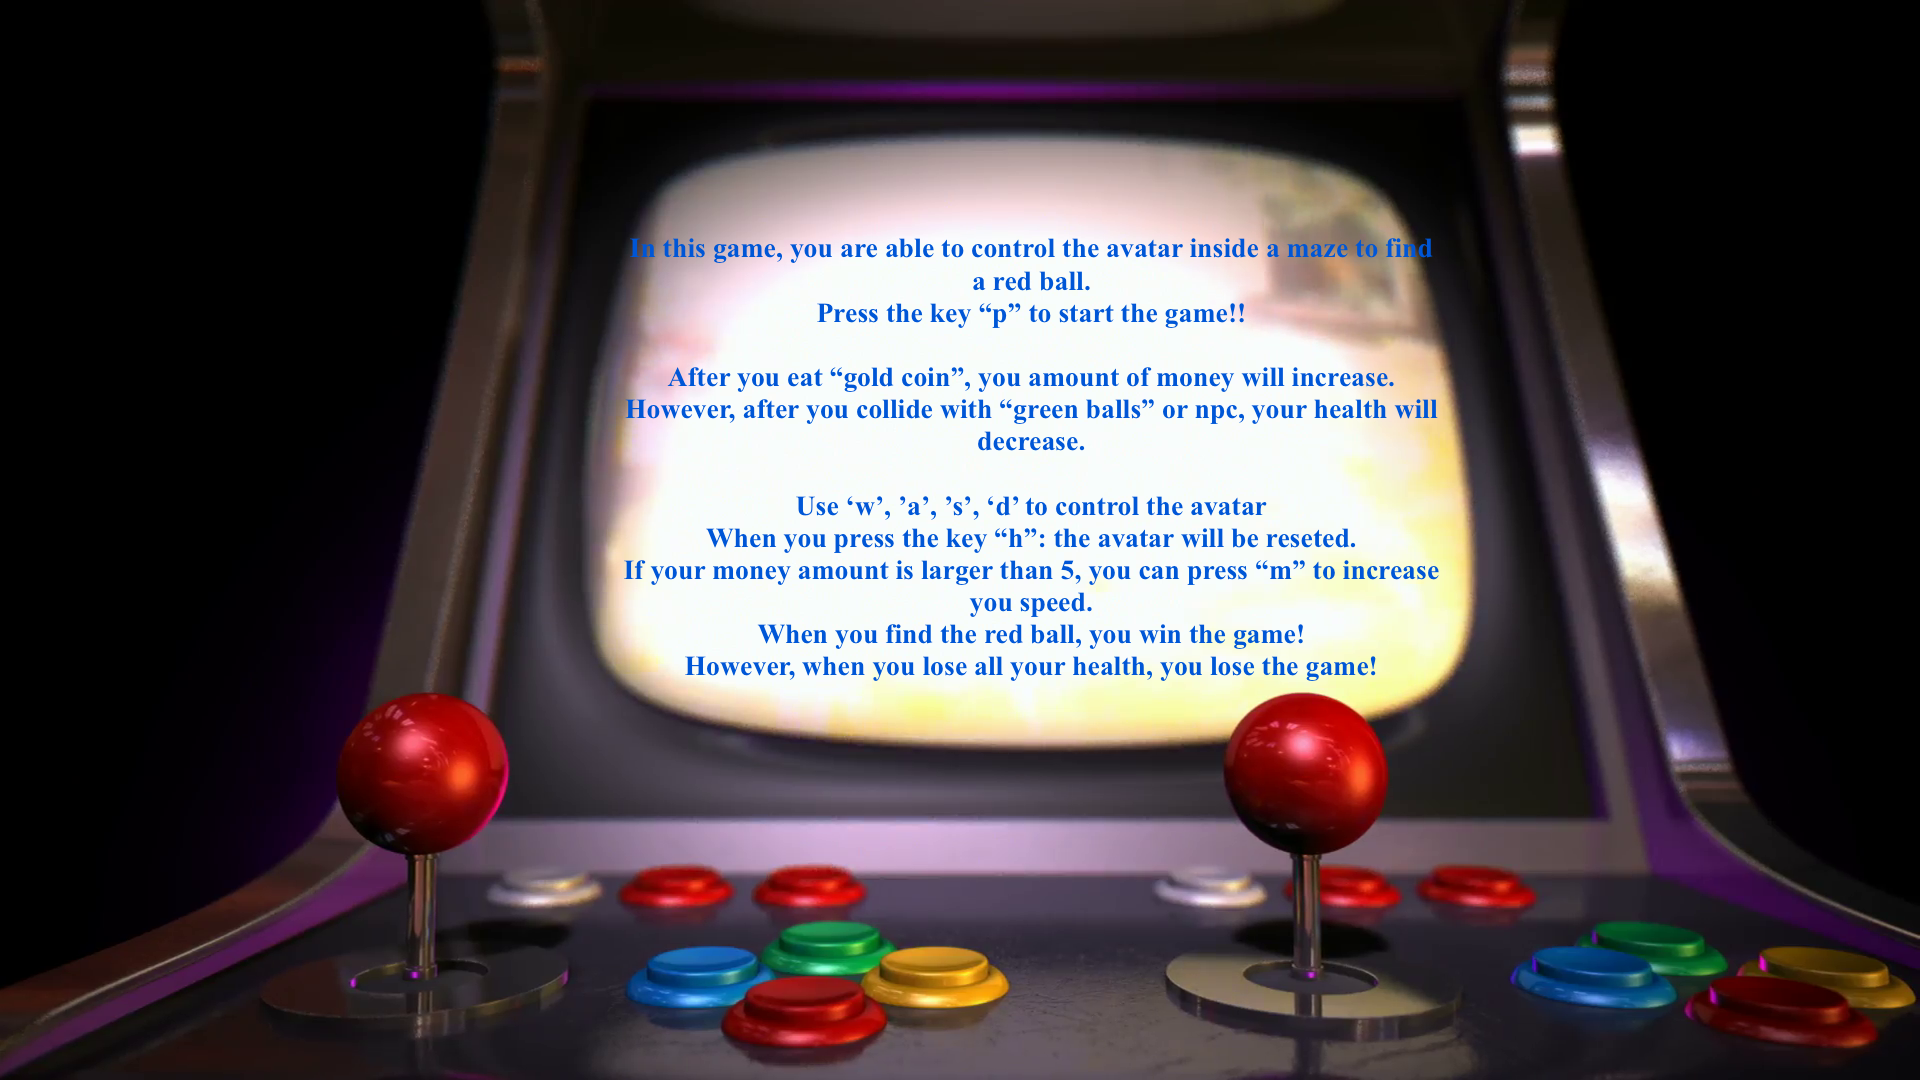 In this game, you are able to control the avatar inside a maze to find
a red ball.
Press the key “p” to start the game!!
After you eat “gold coin”, you amount of money will increase.
However, after you collide with “green balls” or npc, your health will
decrease.
Use ‘w’, ’a’, ’s’, ‘d’ to control the avatar
When you press the key “h”: the avatar will be reseted.
If your money amount is larger than 5, you can press “m” to increase
you speed.
When you find the red ball, you win the game!
However, when you lose all your health, you lose the game!